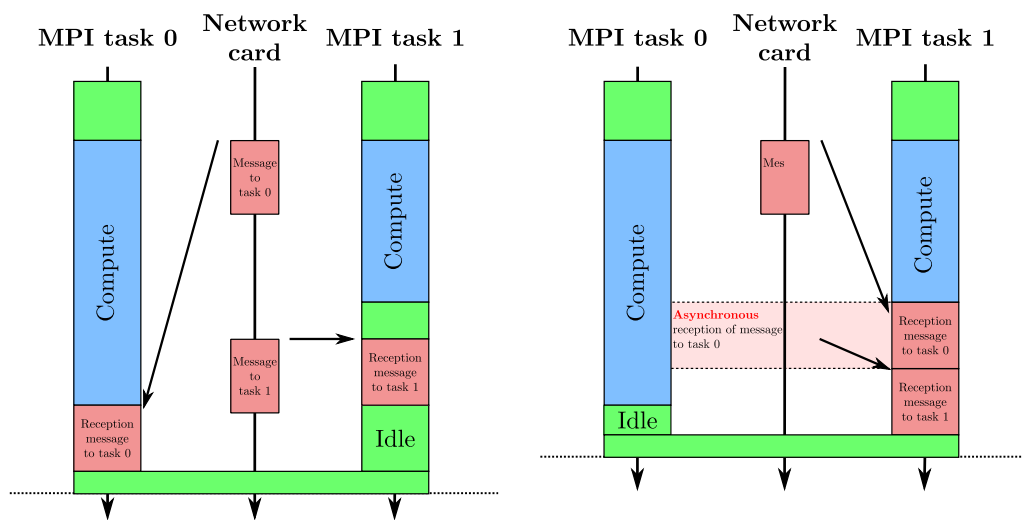 MPI task 0
Network
card
MPI task 1
Compute
Message
to
task 0
Compute
Message
to
task 1
Reception
message
to task 1
Reception
message
to task 0
Idle
MPI task 0
Network
card
MPI task 1
Compute
Mes
Compute
Asynchronous
reception of message
to task 0
Reception
message
to task 0
Reception
message
to task 1
Idle